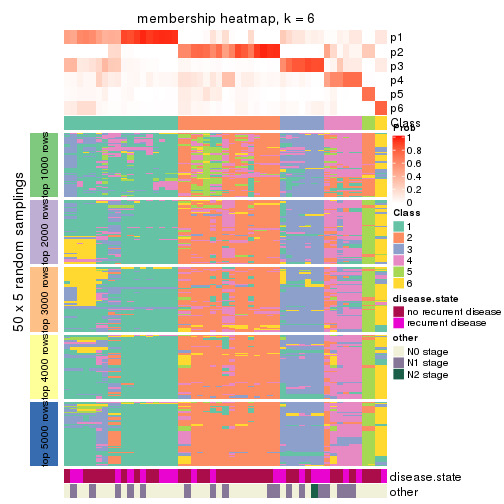 membership heatmap, k = 6
p1
p2
p3
p4
p5
p6
Class
Prob
1
0.8
0.6
0.4
0.2
0
Class
1
2
3
4
5
6
disease.state
no recurrent disease
recurrent disease
other
N0 stage
N1 stage
N2 stage
50 x 5 random samplings
top 1000 rows
top 2000 rows
top 3000 rows
top 4000 rows
top 5000 rows
disease.state
other